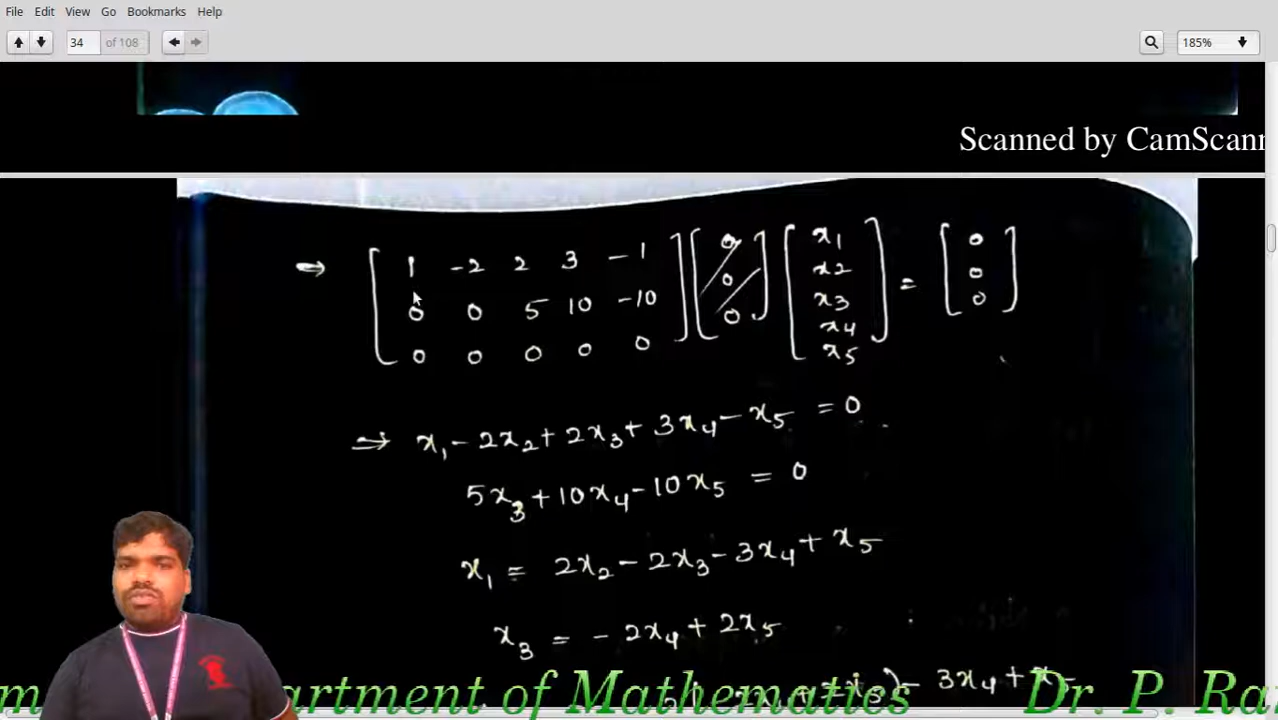 File Edit View Go Bookmarks Help
34 of 108 185%
Scanned by CamScann
⇒ [ 1 -2 2 3 -1 ] [ 0 ] [ x1 ] = [ 0 ]
0 0 5 10 -10 0 x2 0
0 0 0 0 0 0 x3 0
x4
x5
⇒ x1 - 2x2 + 2x3 + 3x4 - x5 = 0
5x3 + 10x4 - 10x5 = 0
x1 = 2x2 - 2x3 - 3x4 + x5
x3 = - 2x4 + 2x5
- 3x4 +
artment of Mathematics Dr. P. Ra